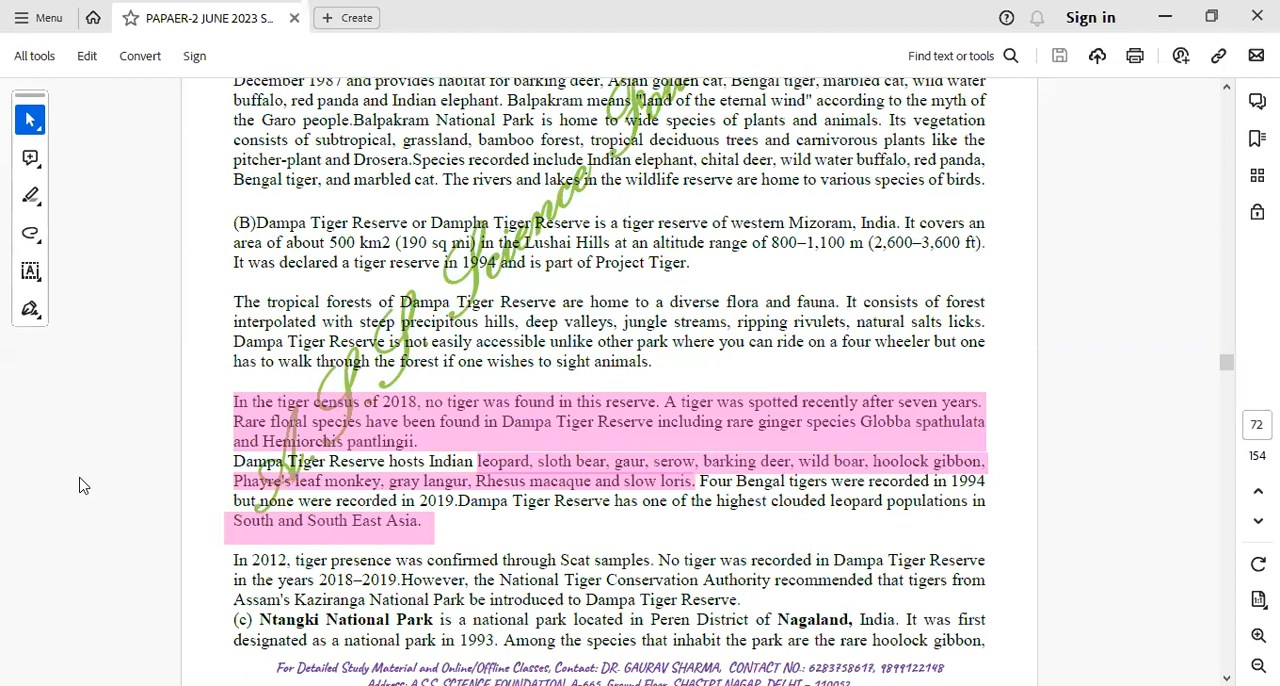 Menu
PAPAER-2 JUNE 2023 S...
Create
Sign in
All tools
Edit
Convert
Sign
Find text or tools
December 1987 and provides habitat for barking deer, Asian golden cat, Bengal tiger, marbled cat, wild water
buffalo, red panda and Indian elephant. Balpakram means "land of the eternal wind" according to the myth of
the Garo people.Balpakram National Park is home to wide species of plants and animals. Its vegetation
consists of subtropical, grassland, bamboo forest, tropical deciduous trees and carnivorous plants like the
pitcher-plant and Drosera.Species recorded include Indian elephant, chital deer, wild water buffalo, red panda,
Bengal tiger, and marbled cat. The rivers and lakes in the wildlife reserve are home to various species of birds.
(B)Dampa Tiger Reserve or Dampha Tiger Reserve is a tiger reserve of western Mizoram, India. It covers an
area of about 500 km2 (190 sq mi) in the Lushai Hills at an altitude range of 800–1,100 m (2,600–3,600 ft).
It was declared a tiger reserve in 1994 and is part of Project Tiger.
The tropical forests of Dampa Tiger Reserve are home to a diverse flora and fauna. It consists of forest
interpolated with steep precipitous hills, deep valleys, jungle streams, ripping rivulets, natural salts licks.
Dampa Tiger Reserve is not easily accessible unlike other park where you can ride on a four wheeler but one
has to walk through the forest if one wishes to sight animals.
In the tiger census of 2018, no tiger was found in this reserve. A tiger was spotted recently after seven years.
Rare floral species have been found in Dampa Tiger Reserve including rare ginger species Globba spathulata
and Hemiorchis pantlingii.
Dampa Tiger Reserve hosts Indian leopard, sloth bear, gaur, serow, barking deer, wild boar, hoolock gibbon,
Phayre's leaf monkey, gray langur, Rhesus macaque and slow loris. Four Bengal tigers were recorded in 1994
but none were recorded in 2019.Dampa Tiger Reserve has one of the highest clouded leopard populations in
South and South East Asia.
In 2012, tiger presence was confirmed through Scat samples. No tiger was recorded in Dampa Tiger Reserve
in the years 2018–2019.However, the National Tiger Conservation Authority recommended that tigers from
Assam's Kaziranga National Park be introduced to Dampa Tiger Reserve.
(c) Ntangki National Park is a national park located in Peren District of Nagaland, India. It was first
designated as a national park in 1993. Among the species that inhabit the park are the rare hoolock gibbon,
For Detailed Study Material and Online/Offline Classes, Contact: DR. GAURAV SHARMA, CONTACT NO.: 6283758617, 9899122148
Address: A.S.S. SCIENCE FOUNDATION, A-665, Ground Floor, SHASTRI NAGAR, DELHI – 110052
A.S.S. Science
72
154